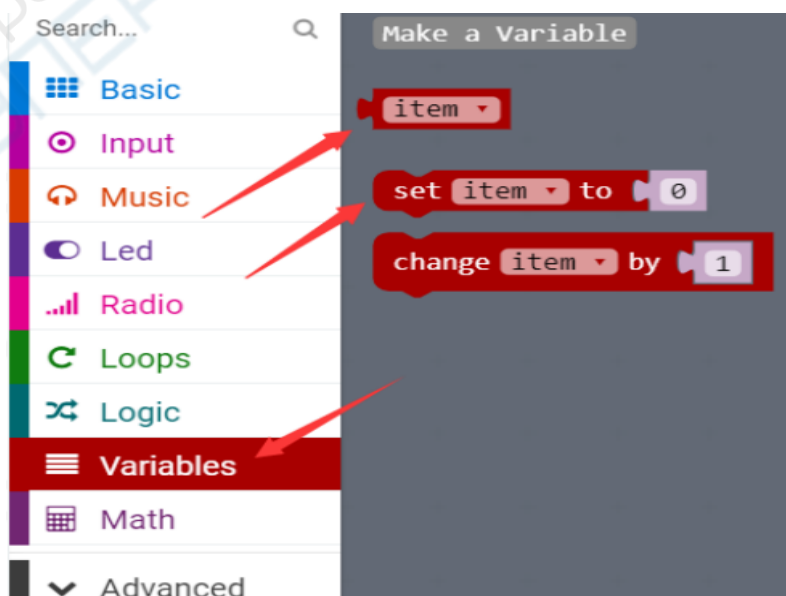 Search...
Basic
Input
Music
Led
Radio
Loops
Logic
Variables
Math
Advanced
Make a Variable
item
set item to 0
change item by 1